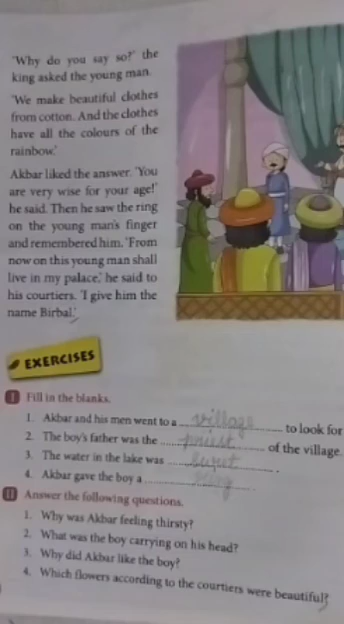 'Why do you say so?' the
king asked the young man.
'We make beautiful clothes
from cotton. And the clothes
have all the colours of the
rainbow.'
Akbar liked the answer. 'You
are very wise for your age!'
he said. Then he saw the ring
on the young man's finger
and remembered him. 'From
now on this young man shall
live in my palace,' he said to
his courtiers. 'I give him the
name Birbal.'
EXERCISES
I Fill in the blanks.
1. Akbar and his men went to a village to look for
2. The boy's father was the priest of the village.
3. The water in the lake was sweet.
4. Akbar gave the boy a ring.
II Answer the following questions.
1. Why was Akbar feeling thirsty?
2. What was the boy carrying on his head?
3. Why did Akbar like the boy?
4. Which flowers according to the courtiers were beautiful?